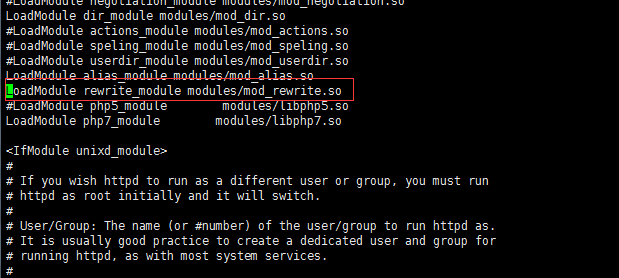 #LoadModule negotiation_module modules/mod_negotiation.so
LoadModule dir_module modules/mod_dir.so
#LoadModule actions_module modules/mod_actions.so
#LoadModule speling_module modules/mod_speling.so
#LoadModule userdir_module modules/mod_userdir.so
LoadModule alias_module modules/mod_alias.so
LoadModule rewrite_module modules/mod_rewrite.so
#LoadModule php5_module        modules/libphp5.so
LoadModule php7_module        modules/libphp7.so
<IfModule unixd_module>
#
# If you wish httpd to run as a different user or group, you must run
# httpd as root initially and it will switch.
#
# User/Group: The name (or #number) of the user/group to run httpd as.
# It is usually good practice to create a dedicated user and group for
# running httpd, as with most system services.
#